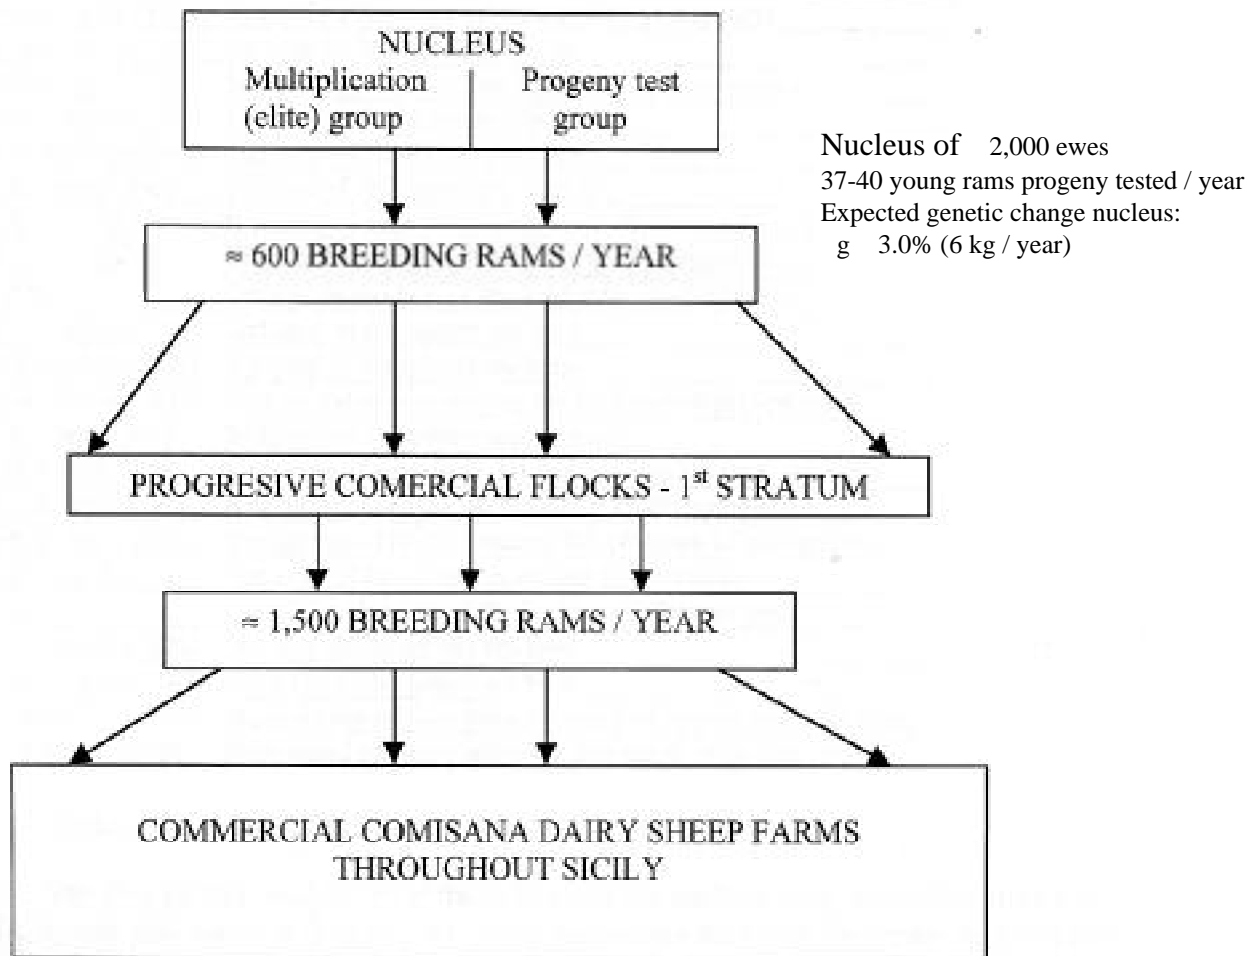 NUCLEUS
Multiplication Progeny test
(elite) group group
Nucleus of 2,000 ewes
37-40 young rams progeny tested / year
Expected genetic change nucleus:
g 3.0% (6 kg / year)
≈ 600 BREEDING RAMS / YEAR
PROGRESIVE COMERCIAL FLOCKS - 1st STRATUM
≈ 1,500 BREEDING RAMS / YEAR
COMMERCIAL COMISANA DAIRY SHEEP FARMS
THROUGHOUT SICILY